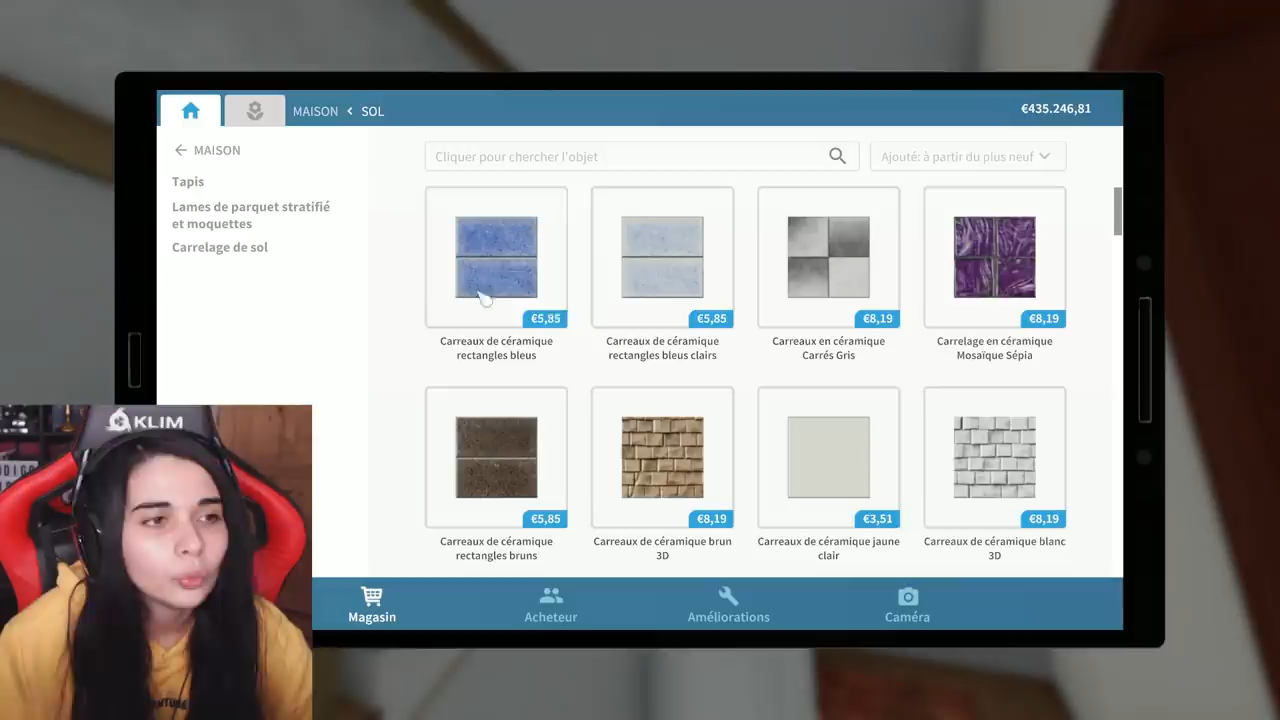 MAISON < SOL
€435.246,81
← MAISON
Tapis
Lames de parquet stratifié
et moquettes
Carrelage de sol
Cliquer pour chercher l'objet
Ajouté: à partir du plus neuf
€5,85
€5,85
€8,19
€8,19
Carreaux de céramique
rectangles bleus
Carreaux de céramique
rectangles bleus clairs
Carreaux en céramique
Carrés Gris
Carrelage en céramique
Mosaïque Sépia
€5,85
€8,19
€3,51
€8,19
Carreaux de céramique
rectangles bruns
Carreaux de céramique brun
3D
Carreaux de céramique jaune
clair
Carreaux de céramique blanc
3D
Magasin
Acheteur
Améliorations
Caméra
KLIM